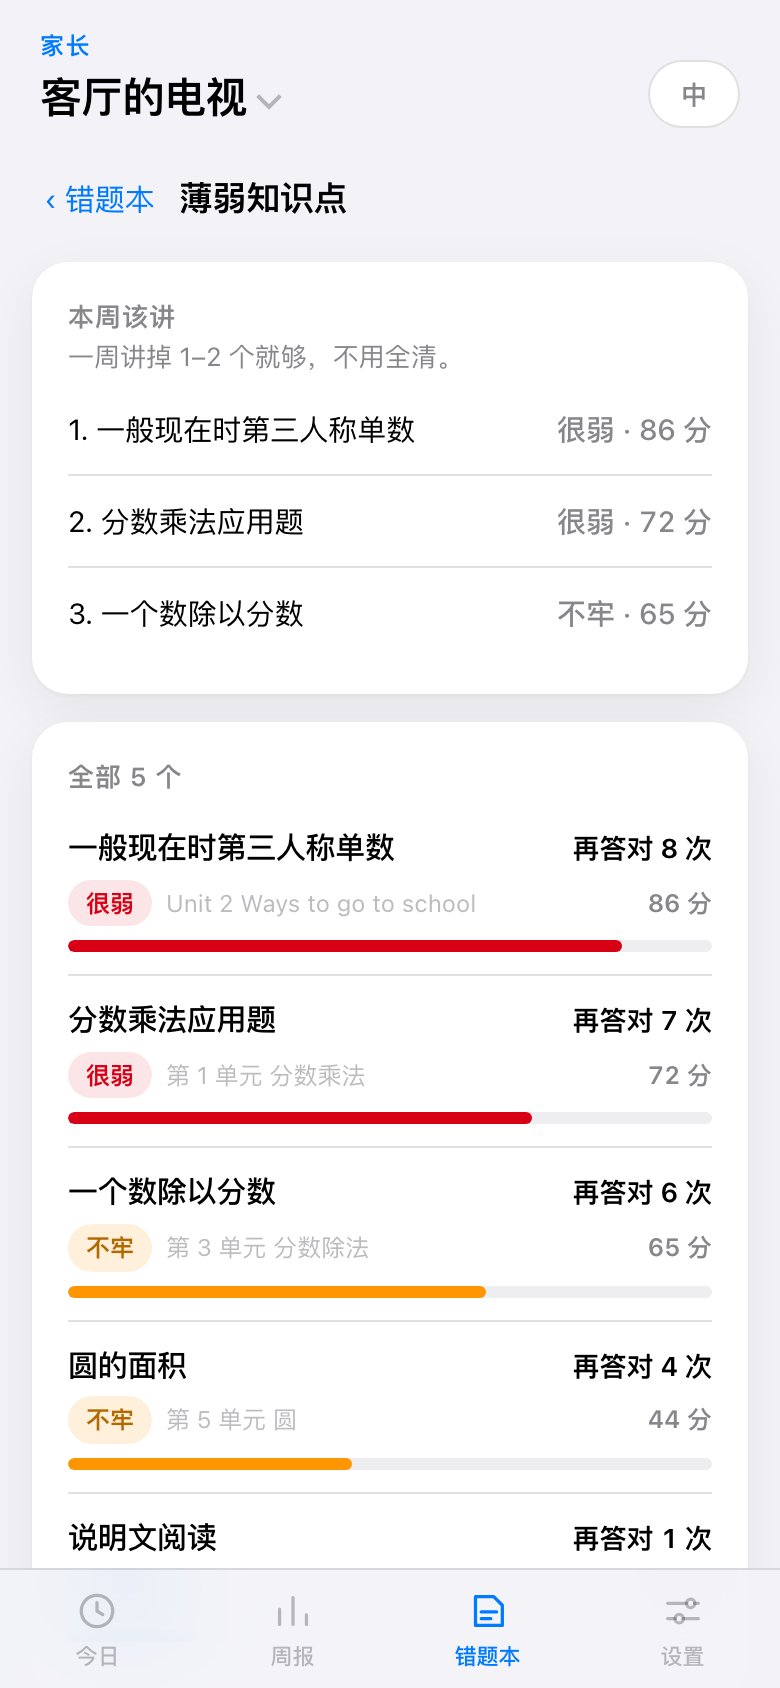 家长
客厅的电视
中
‹ 错题本 薄弱知识点
本周该讲
一周讲掉 1–2 个就够，不用全清。
1. 一般现在时第三人称单数 很弱 · 86 分
2. 分数乘法应用题 很弱 · 72 分
3. 一个数除以分数 不牢 · 65 分
全部 5 个
一般现在时第三人称单数 再答对 8 次
很弱 Unit 2 Ways to go to school 86 分
分数乘法应用题 再答对 7 次
很弱 第 1 单元 分数乘法 72 分
一个数除以分数 再答对 6 次
不牢 第 3 单元 分数除法 65 分
圆的面积 再答对 4 次
不牢 第 5 单元 圆 44 分
说明文阅读 再答对 1 次
今日 周报 错题本 设置